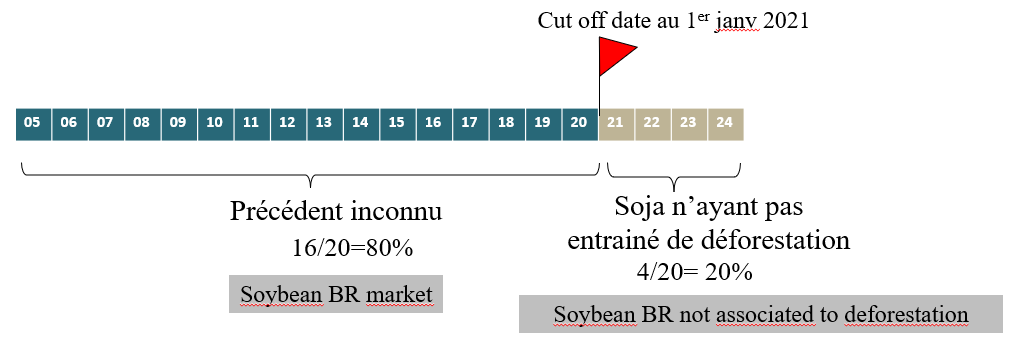 Cut off date au 1er janv 2021
05 06 07 08 09 10 11 12 13 14 15 16 17 18 19 20 21 22 23 24
Précédent inconnu
16/20=80%
Soybean BR market
Soja n’ayant pas
entrainé de déforestation
4/20= 20%
Soybean BR not associated to deforestation